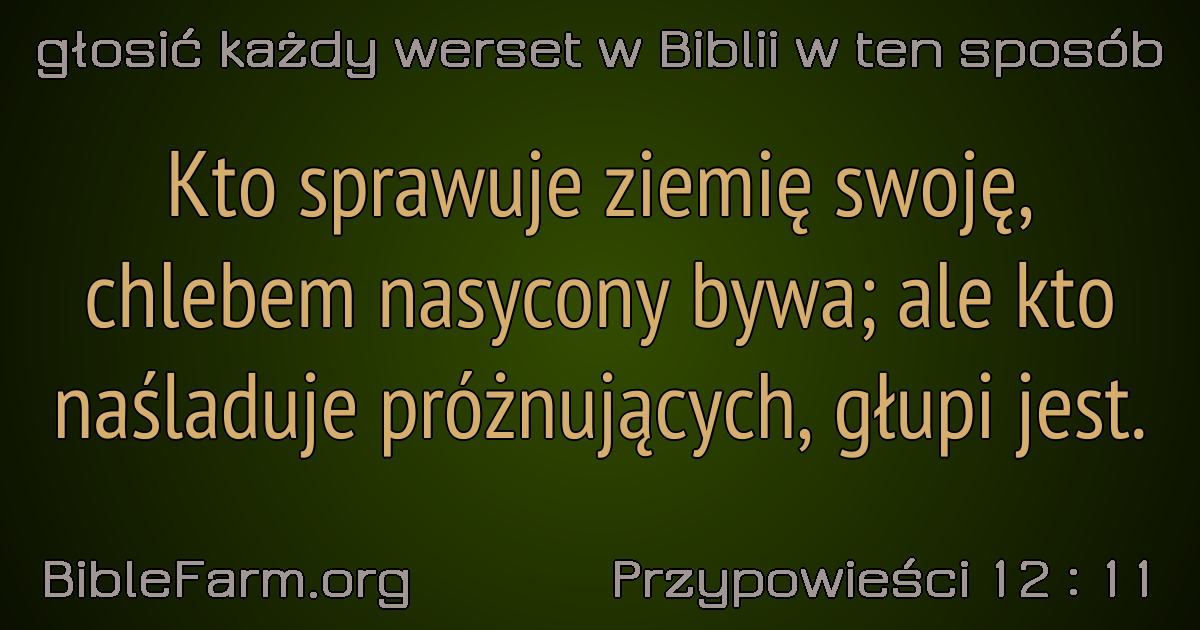 głosić każdy werset w Biblii w ten sposób
Kto sprawuje ziemię swoję,
chlebem nasycony bywa; ale kto
naśladuje próżnujących, głupi jest.
BibleFarm.org
Przypowieści 12 : 11